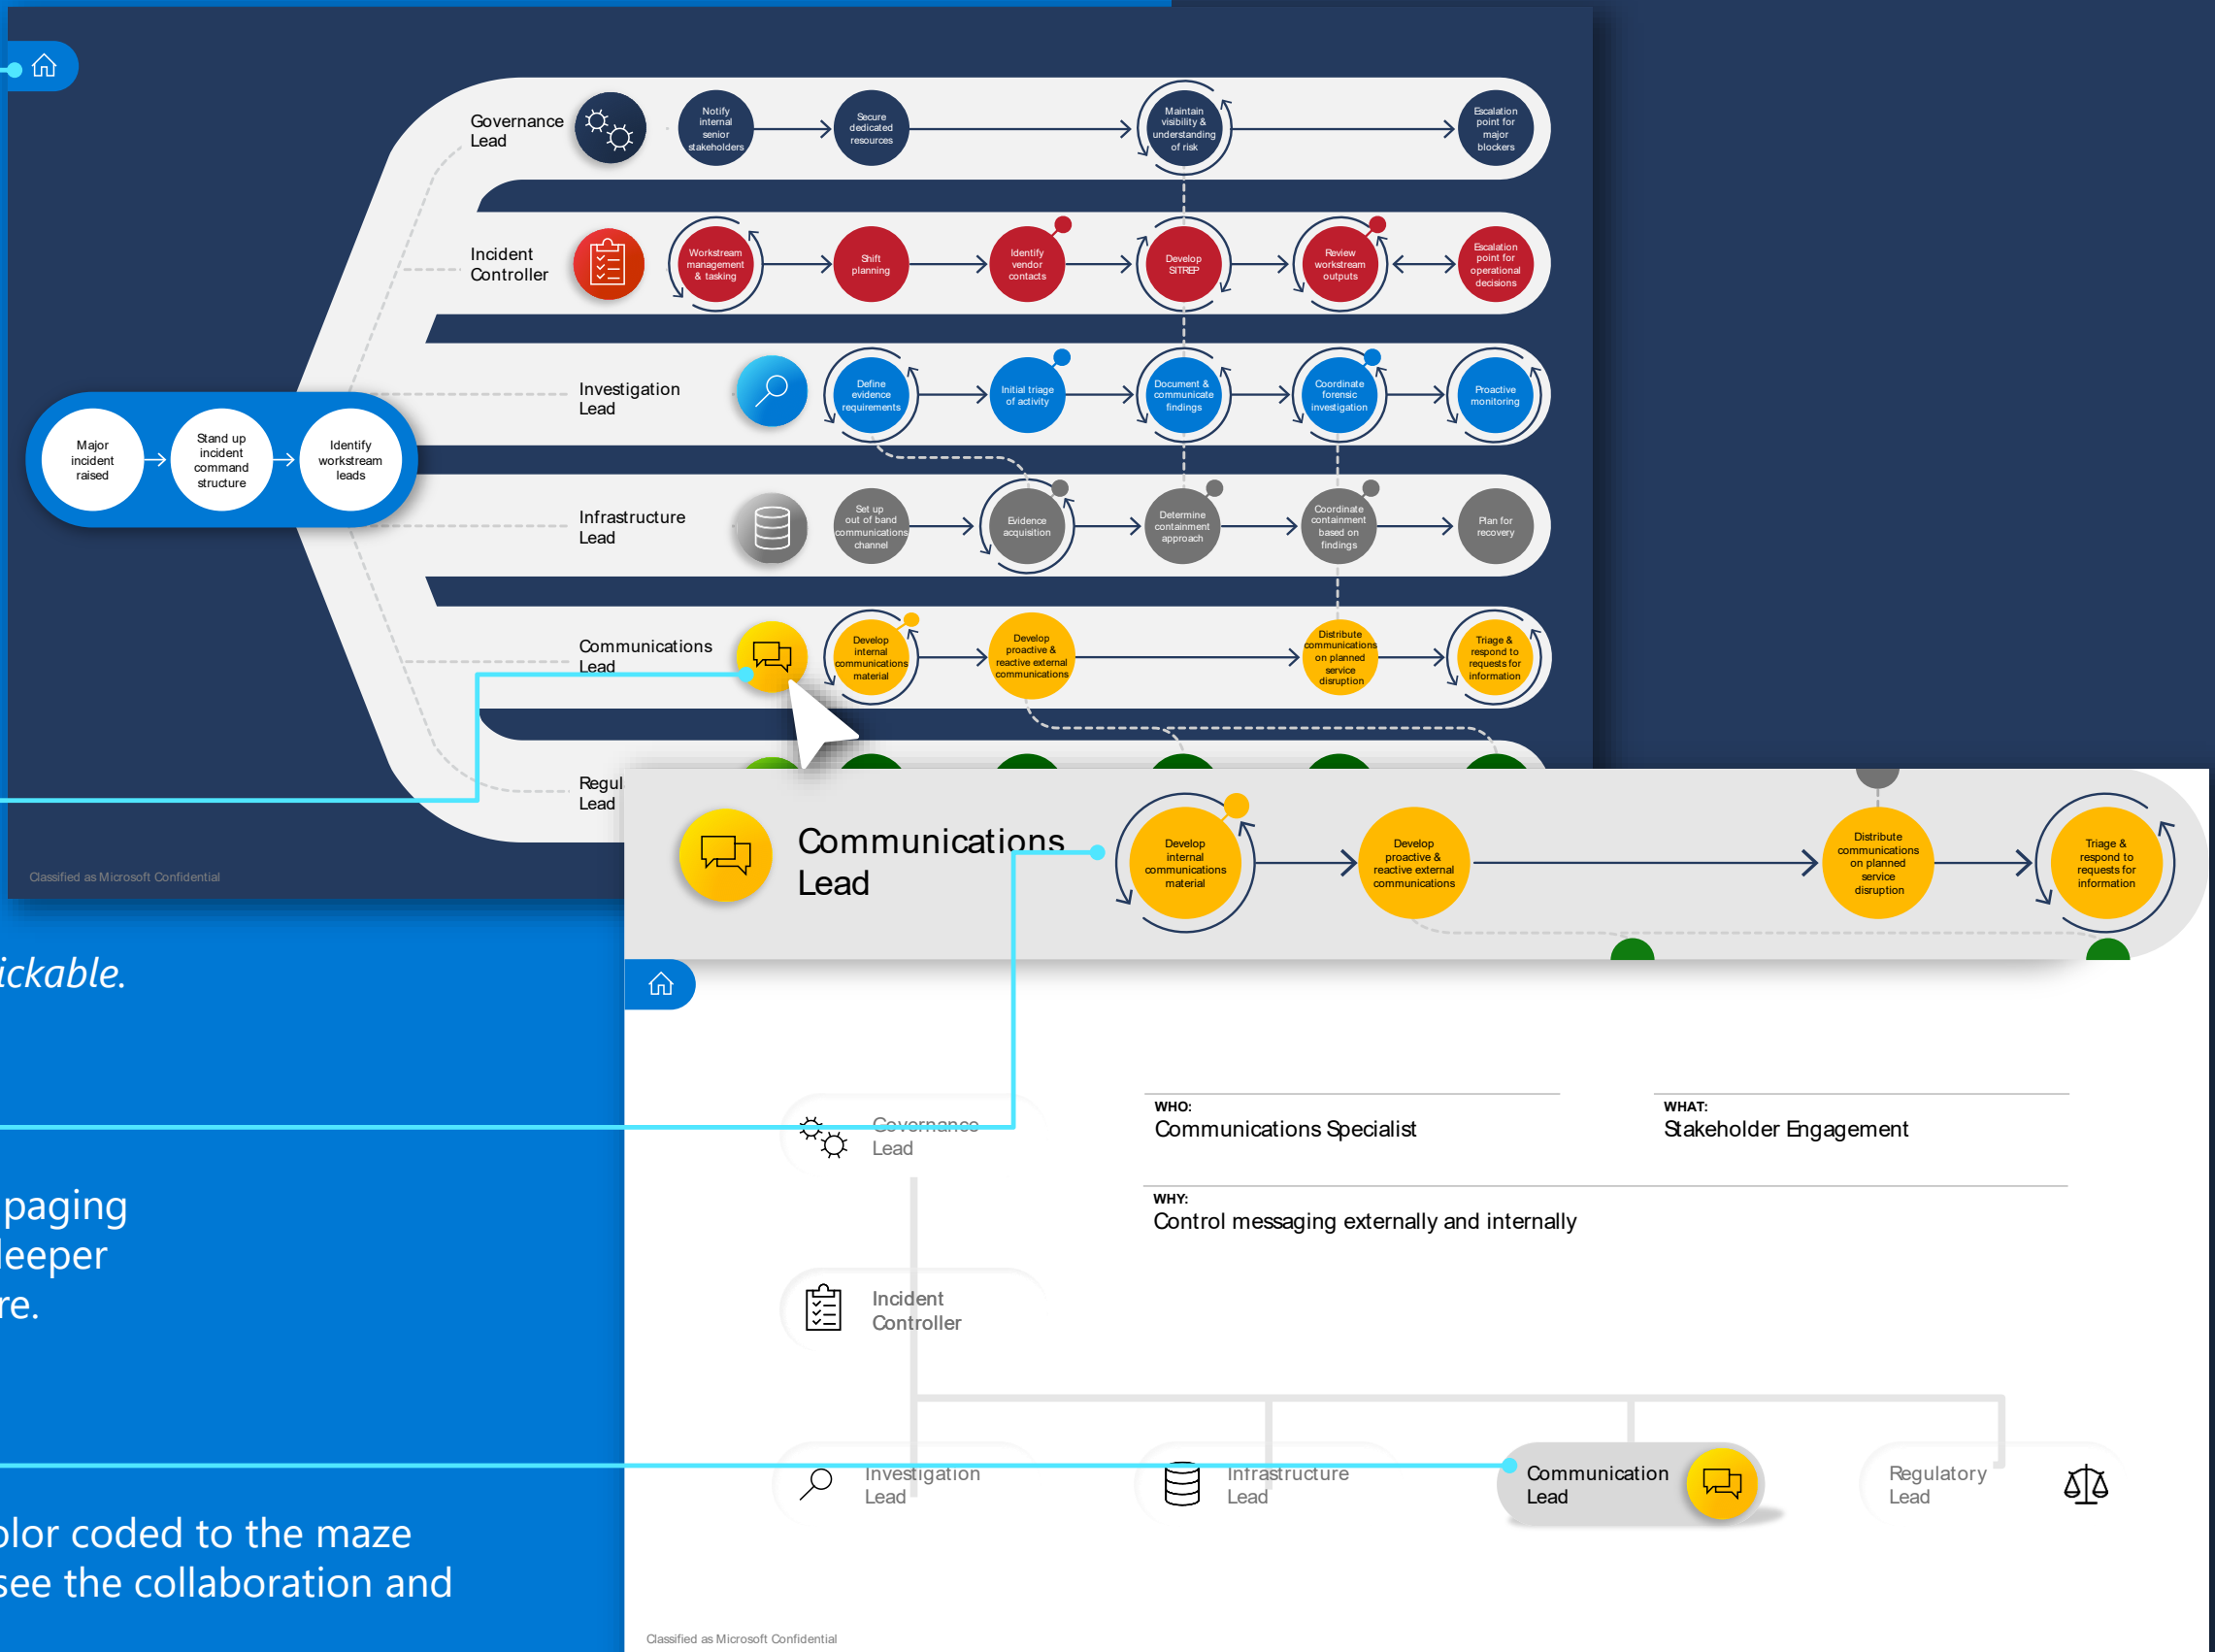 Governance
Lead
Notify
internal
senior
stakeholders
Secure
dedicated
resources
Maintain
visibility &
understanding
of risk
Escalation
point for
major
blockers
Incident
Controller
Workstream
management
& tasking
Shift
planning
Identify
vendor
contacts
Develop
SITREP
Review
workstream
outputs
Escalation
point for
operational
decisions
Investigation
Lead
Define
evidence
requirements
Initial triage
of activity
Document &
communicate
findings
Coordinate
forensic
investigation
Proactive
monitoring
Major
incident
raised
Stand up
incident
command
structure
Identify
workstream
leads
Infrastructure
Lead
Set up
out of band
communications
channel
Evidence
acquisition
Determine
containment
approach
Coordinate
containment
based on
findings
Plan for
recovery
Communications
Lead
Develop
internal
communications
material
Develop
proactive &
reactive external
communications
Distribute
communications
on planned
service
disruption
Triage &
respond to
requests for
information
Regul
Lead
Classified as Microsoft Confidential
Communications
Lead
Develop
internal
communications
material
Develop
proactive &
reactive external
communications
Distribute
communications
on planned
service
disruption
Triage &
respond to
requests for
information
ickable.
paging
leeper
re.
olor coded to the maze
see the collaboration and
Governance
Lead
WHO:
Communications Specialist
WHAT:
Stakeholder Engagement
WHY:
Control messaging externally and internally
Incident
Controller
Investigation
Lead
Infrastructure
Lead
Communication
Lead
Regulatory
Lead
Classified as Microsoft Confidential